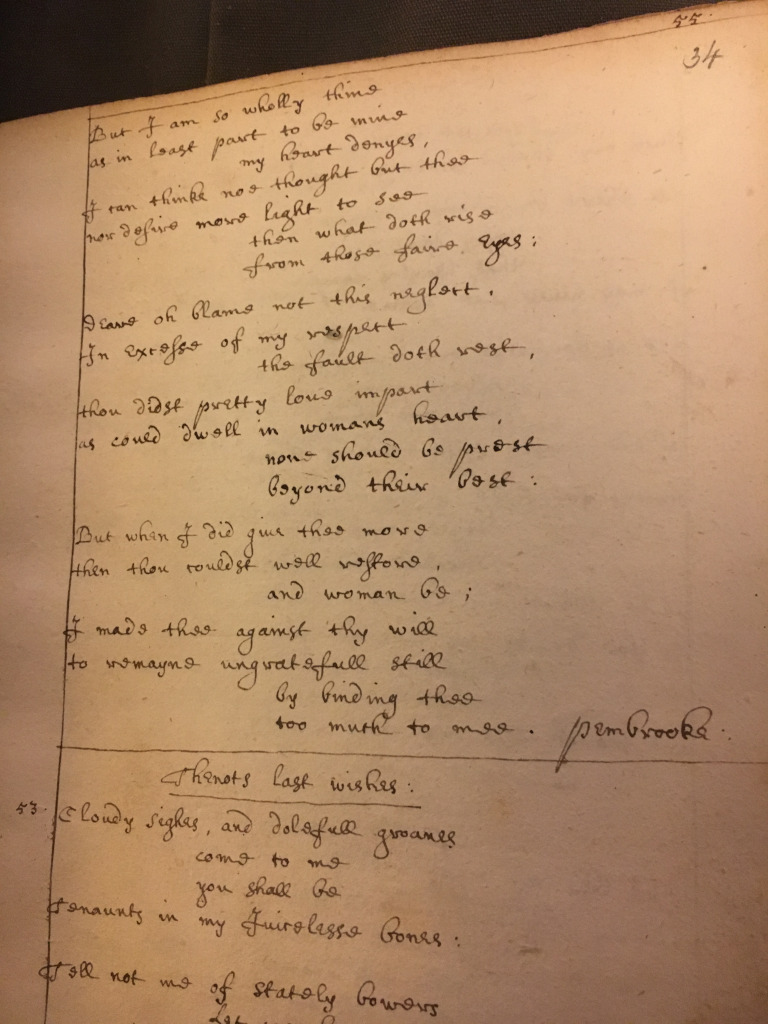 55.
34
But I am so wholly thine
as in least part to be mine
my heart denyes,
I can thinke noe thought but thee
nor desire more light to see
then what doth rise
from those faire Eyes:
Deare oh blame not this neglect.
In Excesse of my respect
the fault doth rest,
thou didst pretty loue impart
as could dwell in womans heart,
none should be prest
beyond their best:
But when I did giue thee more
then thou couldst well restore,
and woman be;
I made thee against thy will
to remayne ungratefull still
by binding thee
too much to mee. Pembrooke:
Thenots last wishes:
53. Cloudy sighes, and dolefull groanes
come to me
you shall be
Tenaunts in my Juicelesse bones:
Tell not me of stately bowers